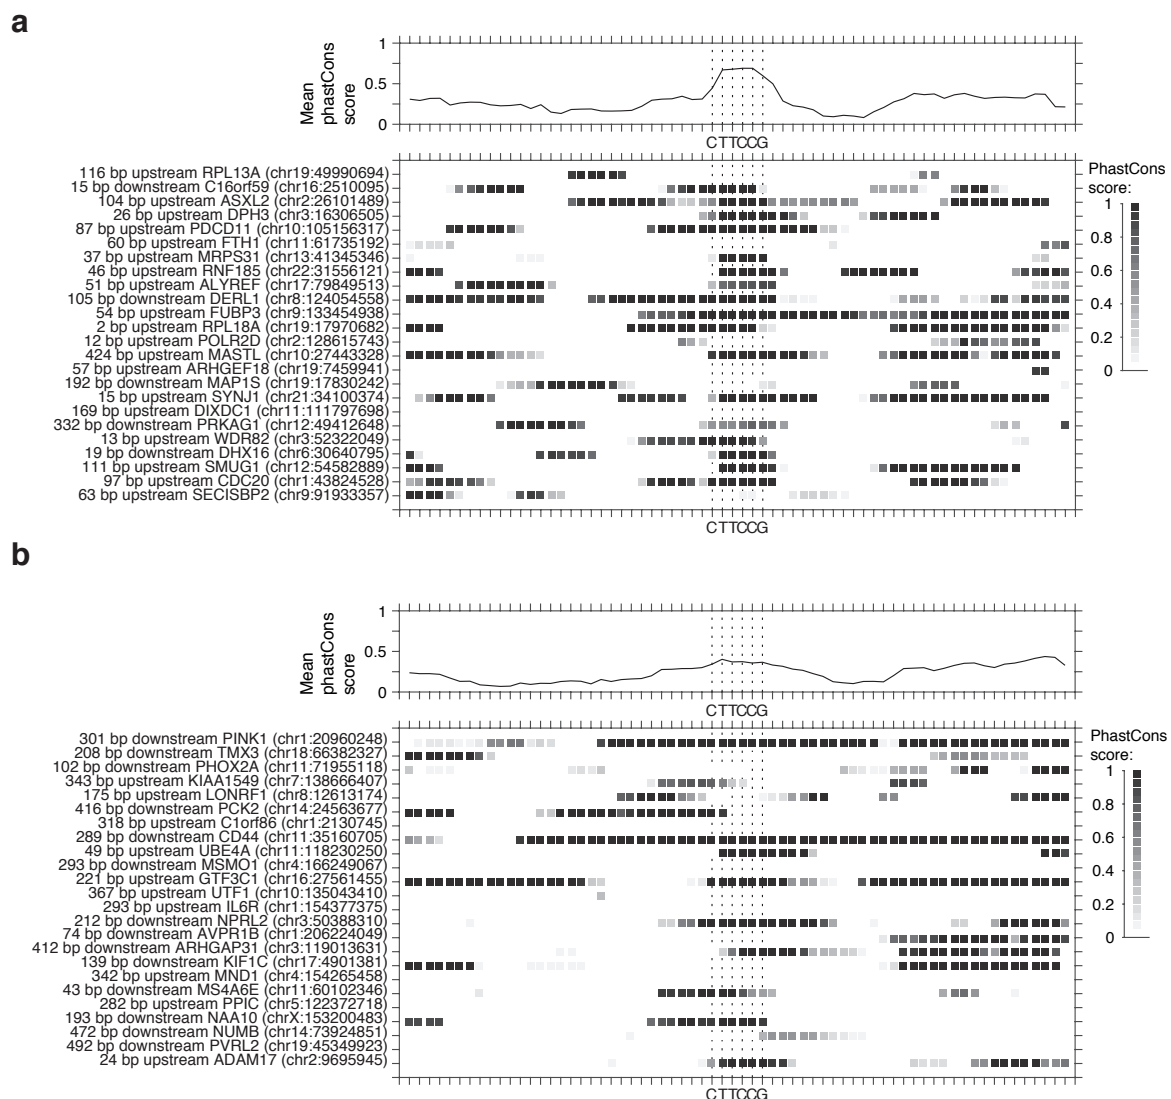 a
Mean
phastCons
score
1
0.5
0
CTTCCG
116 bp upstream RPL13A (chr19:49990694)
15 bp downstream C16orf59 (chr16:2510095)
104 bp upstream ASXL2 (chr2:26101489)
26 bp upstream DPH3 (chr3:16306505)
87 bp upstream PDCD11 (chr10:105156317)
60 bp upstream FTH1 (chr11:61735192)
37 bp upstream MRPS31 (chr13:41345346)
46 bp upstream RNF185 (chr22:31556121)
51 bp upstream ALYREF (chr17:79849513)
105 bp downstream DERL1 (chr8:124054558)
54 bp upstream FUBP3 (chr9:133454938)
2 bp upstream RPL18A (chr19:17970682)
12 bp upstream POLR2D (chr2:128615743)
424 bp upstream MASTL (chr10:27443328)
57 bp upstream ARHGEF18 (chr19:7459941)
192 bp downstream MAP1S (chr19:17830242)
15 bp upstream SYNJ1 (chr21:34100374)
169 bp upstream DIXDC1 (chr11:111797698)
332 bp downstream PRKAG1 (chr12:49412648)
13 bp upstream WDR82 (chr3:52322049)
19 bp downstream DHX16 (chr6:30640795)
111 bp upstream SMUG1 (chr12:54582889)
97 bp upstream CDC20 (chr1:43824528)
63 bp upstream SECISBP2 (chr9:91933357)
PhastCons
score:
1
0.8
0.6
0.4
0.2
0
CTTCCG
b
Mean
phastCons
score
1
0.5
0
CTTCCG
301 bp downstream PINK1 (chr1:20960248)
208 bp downstream TMX3 (chr18:66382327)
102 bp downstream PHOX2A (chr11:71955118)
343 bp upstream KIAA1549 (chr7:138666407)
175 bp upstream LONRF1 (chr8:12613174)
416 bp downstream PCK2 (chr14:24563677)
318 bp upstream C1orf86 (chr1:2130745)
289 bp downstream CD44 (chr11:35160705)
49 bp upstream UBE4A (chr11:118230250)
293 bp downstream MSMO1 (chr4:166249067)
221 bp upstream GTF3C1 (chr16:27561455)
367 bp upstream UTF1 (chr10:135043410)
293 bp upstream IL6R (chr1:154377375)
212 bp downstream NPRL2 (chr3:50388310)
74 bp downstream AVPR1B (chr1:206224049)
412 bp downstream ARHGAP31 (chr3:119013631)
139 bp downstream KIF1C (chr17:4901381)
342 bp upstream MND1 (chr4:154265458)
43 bp downstream MS4A6E (chr11:60102346)
282 bp upstream PPIC (chr5:122372718)
193 bp downstream NAA10 (chrX:153200483)
472 bp downstream NUMB (chr14:73924851)
492 bp downstream PVRL2 (chr19:45349923)
24 bp upstream ADAM17 (chr2:9695945)
PhastCons
score:
1
0.8
0.6
0.4
0.2
0
CTTCCG